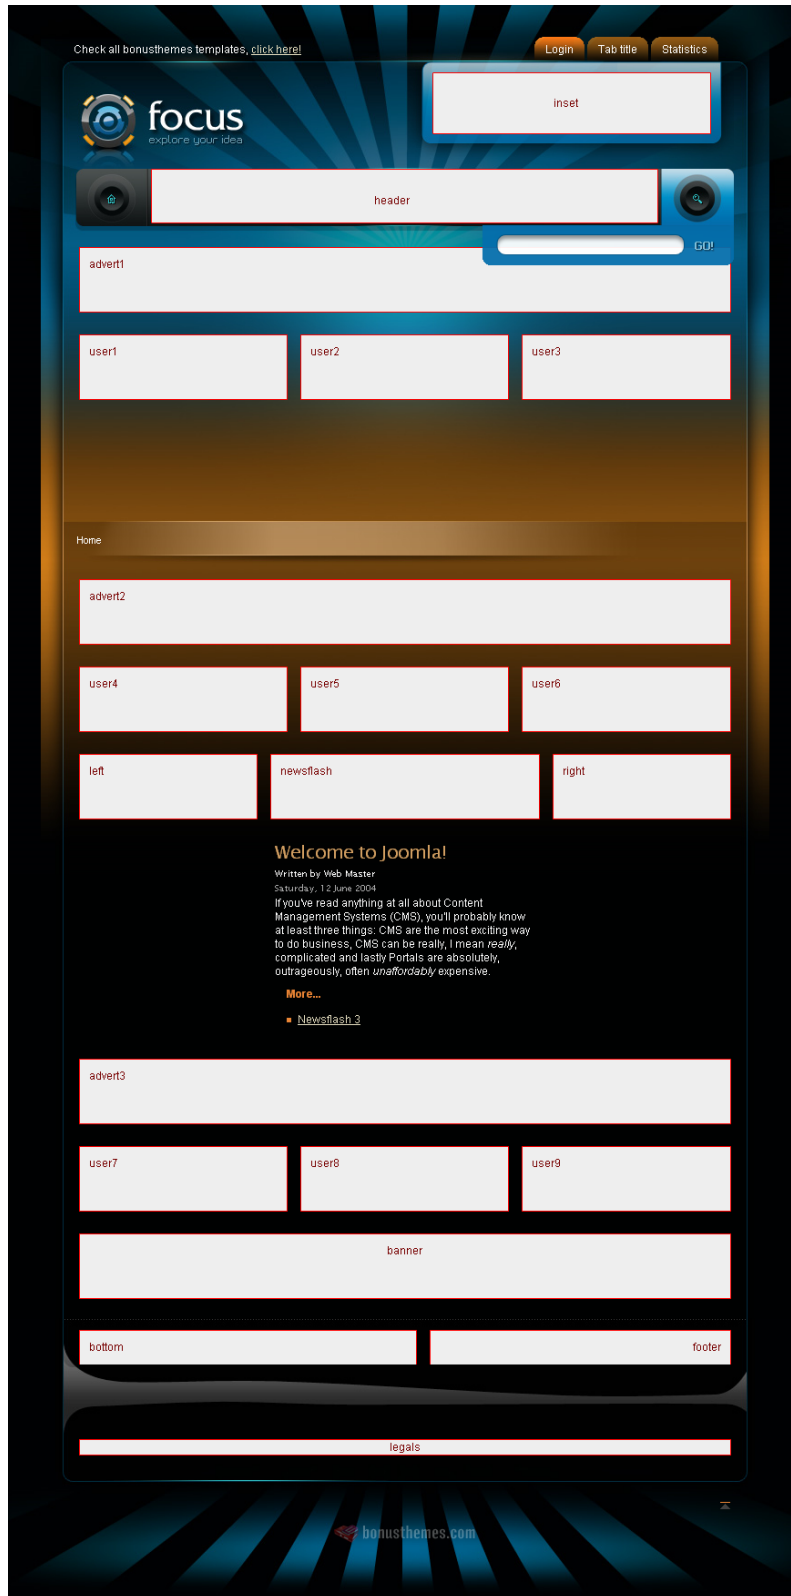 Check all bonusthemes templates, click here!
Login Tab title Statistics
inset
focus
explore your idea
header
GO!
advert1
user1 user2 user3
Home
advert2
user4 user5 user6
left newsflash right
Welcome to Joomla!
Written by Web Master
Saturday, 12 June 2004
If you've read anything at all about Content
Management Systems (CMS), you'll probably know
at least three things: CMS are the most exciting way
to do business, CMS can be really, I mean really,
complicated and lastly Portals are absolutely,
outrageously, often unaffordably expensive.
More...
Newsflash 3
advert3
user7 user8 user9
banner
bottom footer
legals
bonusthemes.com